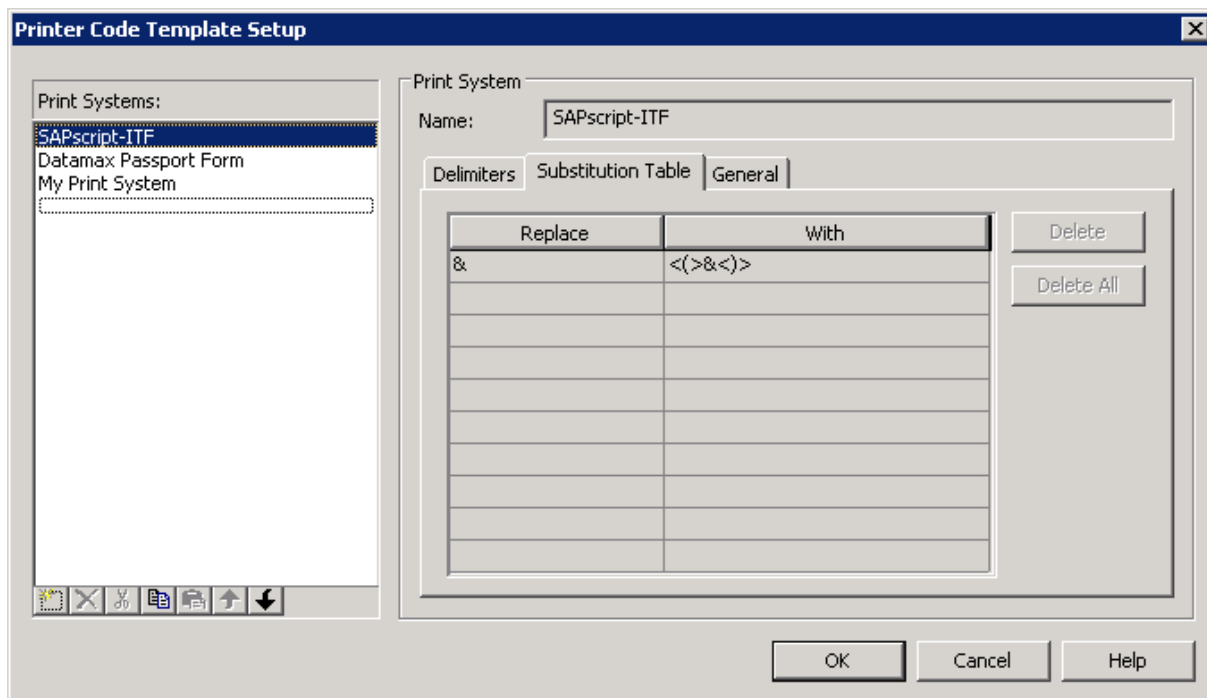 Printer Code Template Setup
Print Systems:
SAPscript-ITF
Datamax Passport Form
My Print System
Print System
Name: SAPscript-ITF
Delimiters Substitution Table General
Replace With
& <(>&<)>
Delete
Delete All
OK Cancel Help